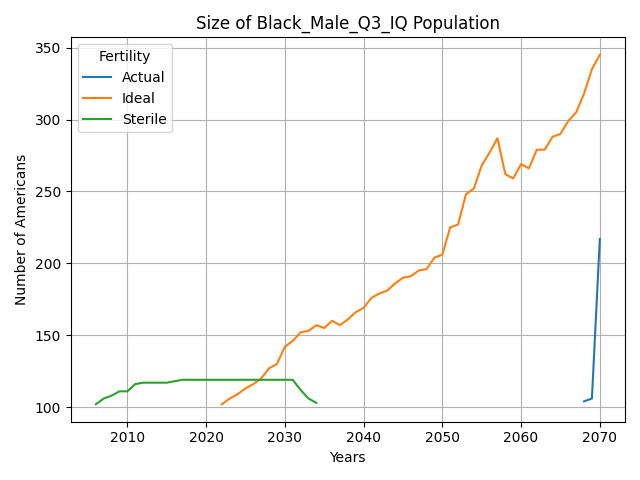 Size of Black_Male_Q3_IQ Population
350
300
250
200
150
100
Number of Americans
Fertility
Actual
Ideal
Sterile
2010 2020 2030 2040 2050 2060 2070
Years